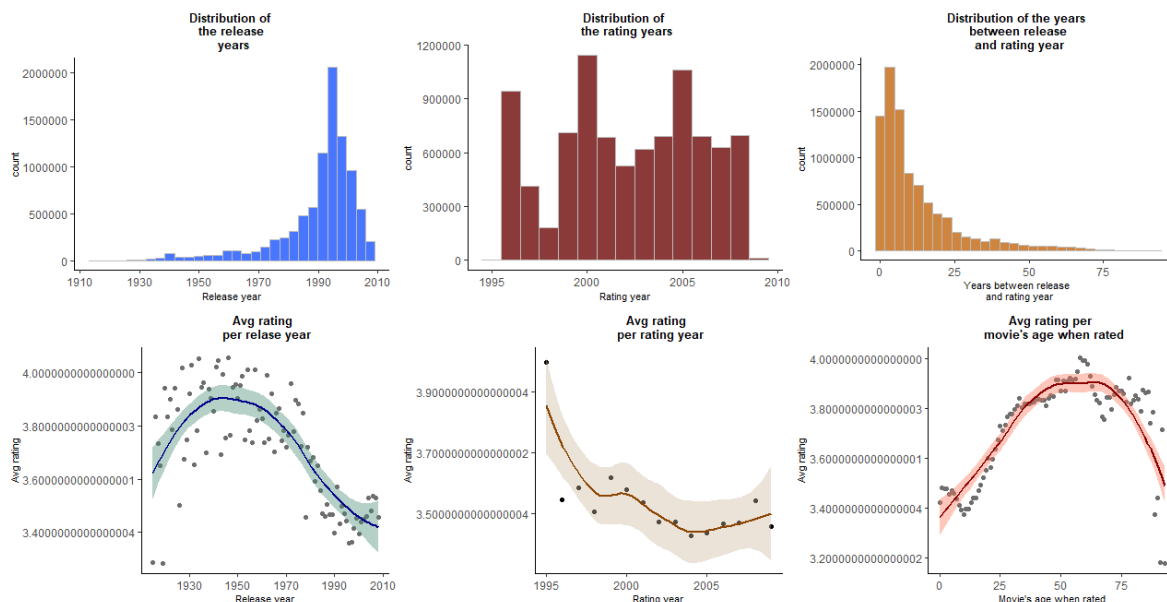 Distribution of
the release
years
2000000
1500000
1000000
500000
0
count
1910
1930
1950
1970
1990
2010
Release year
Distribution of
the rating years
1200000
900000
600000
300000
0
count
1995
2000
2005
2010
Rating year
Distribution of the years
between release
and rating year
2000000
1500000
1000000
500000
0
count
0
25
50
75
Years between release
and rating year
Avg rating
per relase year
4.0000000000000000
3.8000000000000003
3.6000000000000001
3.4000000000000004
Avg rating
1930
1950
1970
1990
2010
Release year
Avg rating
per rating year
3.9000000000000004
3.7000000000000002
3.5000000000000004
Avg rating
1995
2000
2005
Rating year
Avg rating per
movie's age when rated
4.0000000000000000
3.8000000000000003
3.6000000000000001
3.4000000000000004
3.2000000000000002
Avg rating
0
25
50
75
Movie's age when rated